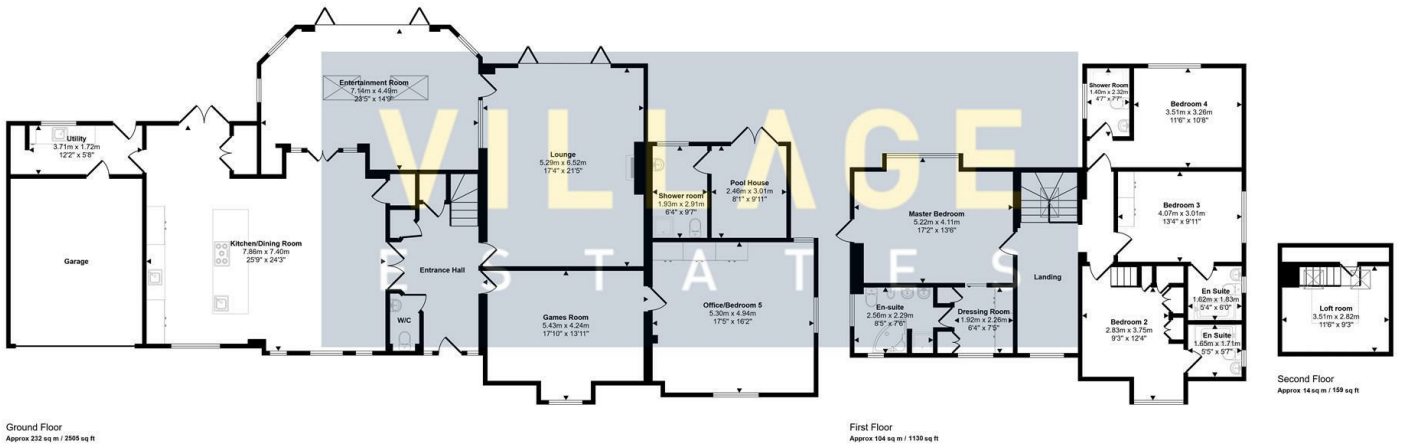 VILLAGE
ESTATES
Entertainment Room
7.14m x 4.49m
23'5" x 14'9"
Utility
3.71m x 1.72m
12'2" x 5'8"
Garage
Kitchen/Dining Room
7.86m x 7.40m
25'9" x 24'3"
Entrance Hall
W/C
Lounge
5.29m x 6.52m
17'4" x 21'5"
Games Room
5.43m x 4.24m
17'10" x 13'11"
Shower room
1.93m x 2.91m
6'4" x 9'7"
Pool House
2.46m x 3.01m
8'1" x 9'11"
Office/Bedroom 5
5.30m x 4.94m
17'5" x 16'2"
Ground Floor
Approx 232 sq m / 2505 sq ft
Master Bedroom
5.22m x 4.11m
17'2" x 13'6"
En-suite
2.56m x 2.29m
8'5" x 7'6"
Dressing Room
1.92m x 2.26m
6'4" x 7'5"
Landing
Shower Room
1.40m x 2.32m
4'7" x 7'7"
Bedroom 4
3.51m x 3.26m
11'6" x 10'8"
Bedroom 3
4.07m x 3.01m
13'4" x 9'11"
Bedroom 2
2.83m x 3.75m
9'3" x 12'4"
En Suite
1.62m x 1.83m
5'4" x 6'0"
En Suite
1.65m x 1.71m
5'5" x 5'7"
First Floor
Approx 104 sq m / 1130 sq ft
Loft room
3.51m x 2.82m
11'6" x 9'3"
Second Floor
Approx 14 sq m / 159 sq ft